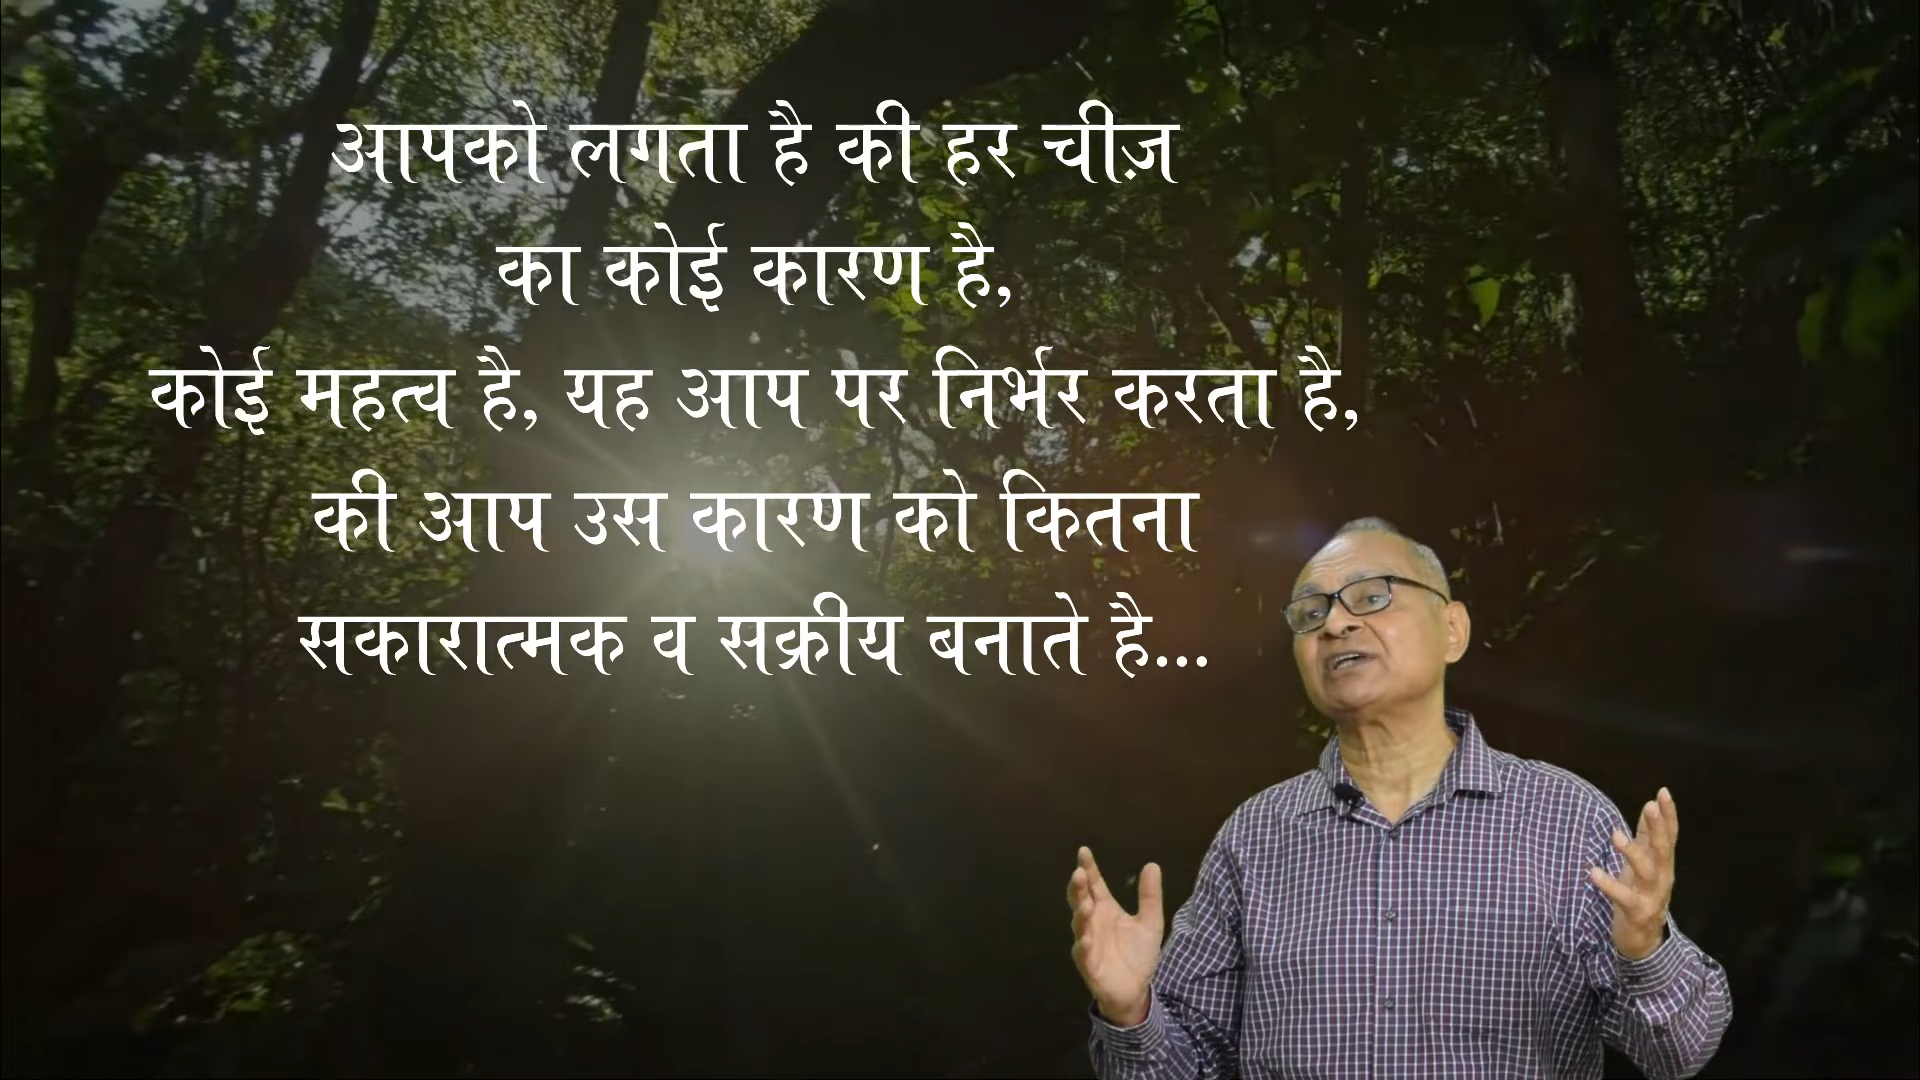 आपको लगता है की हर चीज़
का कोई कारण है,
कोई महत्व है, यह आप पर निर्भर करता है,
की आप उस कारण को कितना
सकारात्मक व सक्रीय बनाते है...